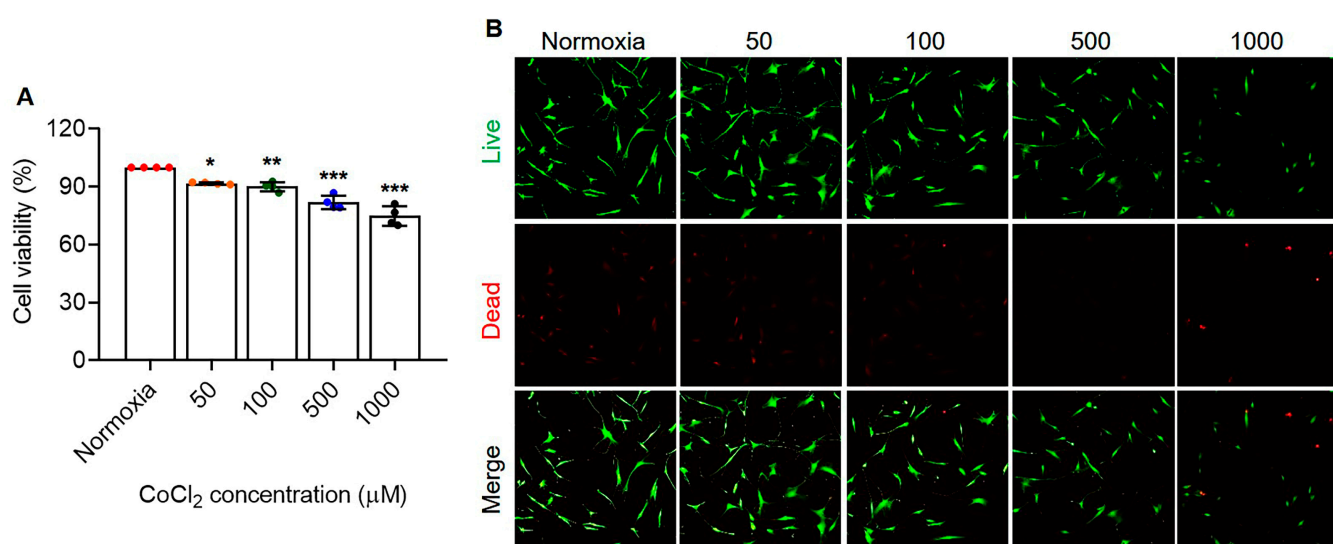 A
Cell viability (%)
120
90
60
30
0
*
**
***
***
Normoxia
50
100
500
1000
CoCl₂ concentration (μM)
B
Normoxia 50 100 500 1000
Live
Dead
Merge